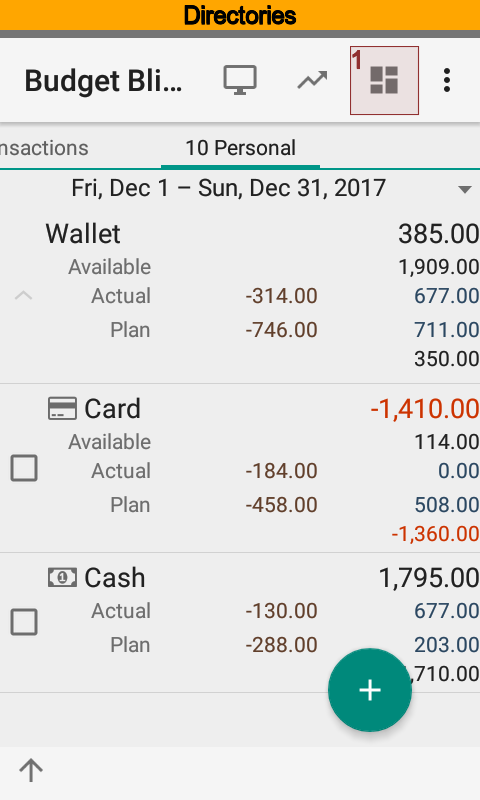 Directories
1
Budget Bli...
nsactions
10 Personal
Fri, Dec 1 – Sun, Dec 31, 2017
Wallet 385.00
Available 1,909.00
Actual -314.00 677.00
Plan -746.00 711.00
350.00
Card -1,410.00
Available 114.00
Actual -184.00 0.00
Plan -458.00 508.00
-1,360.00
Cash 1,795.00
Actual -130.00 677.00
Plan -288.00 203.00
,710.00